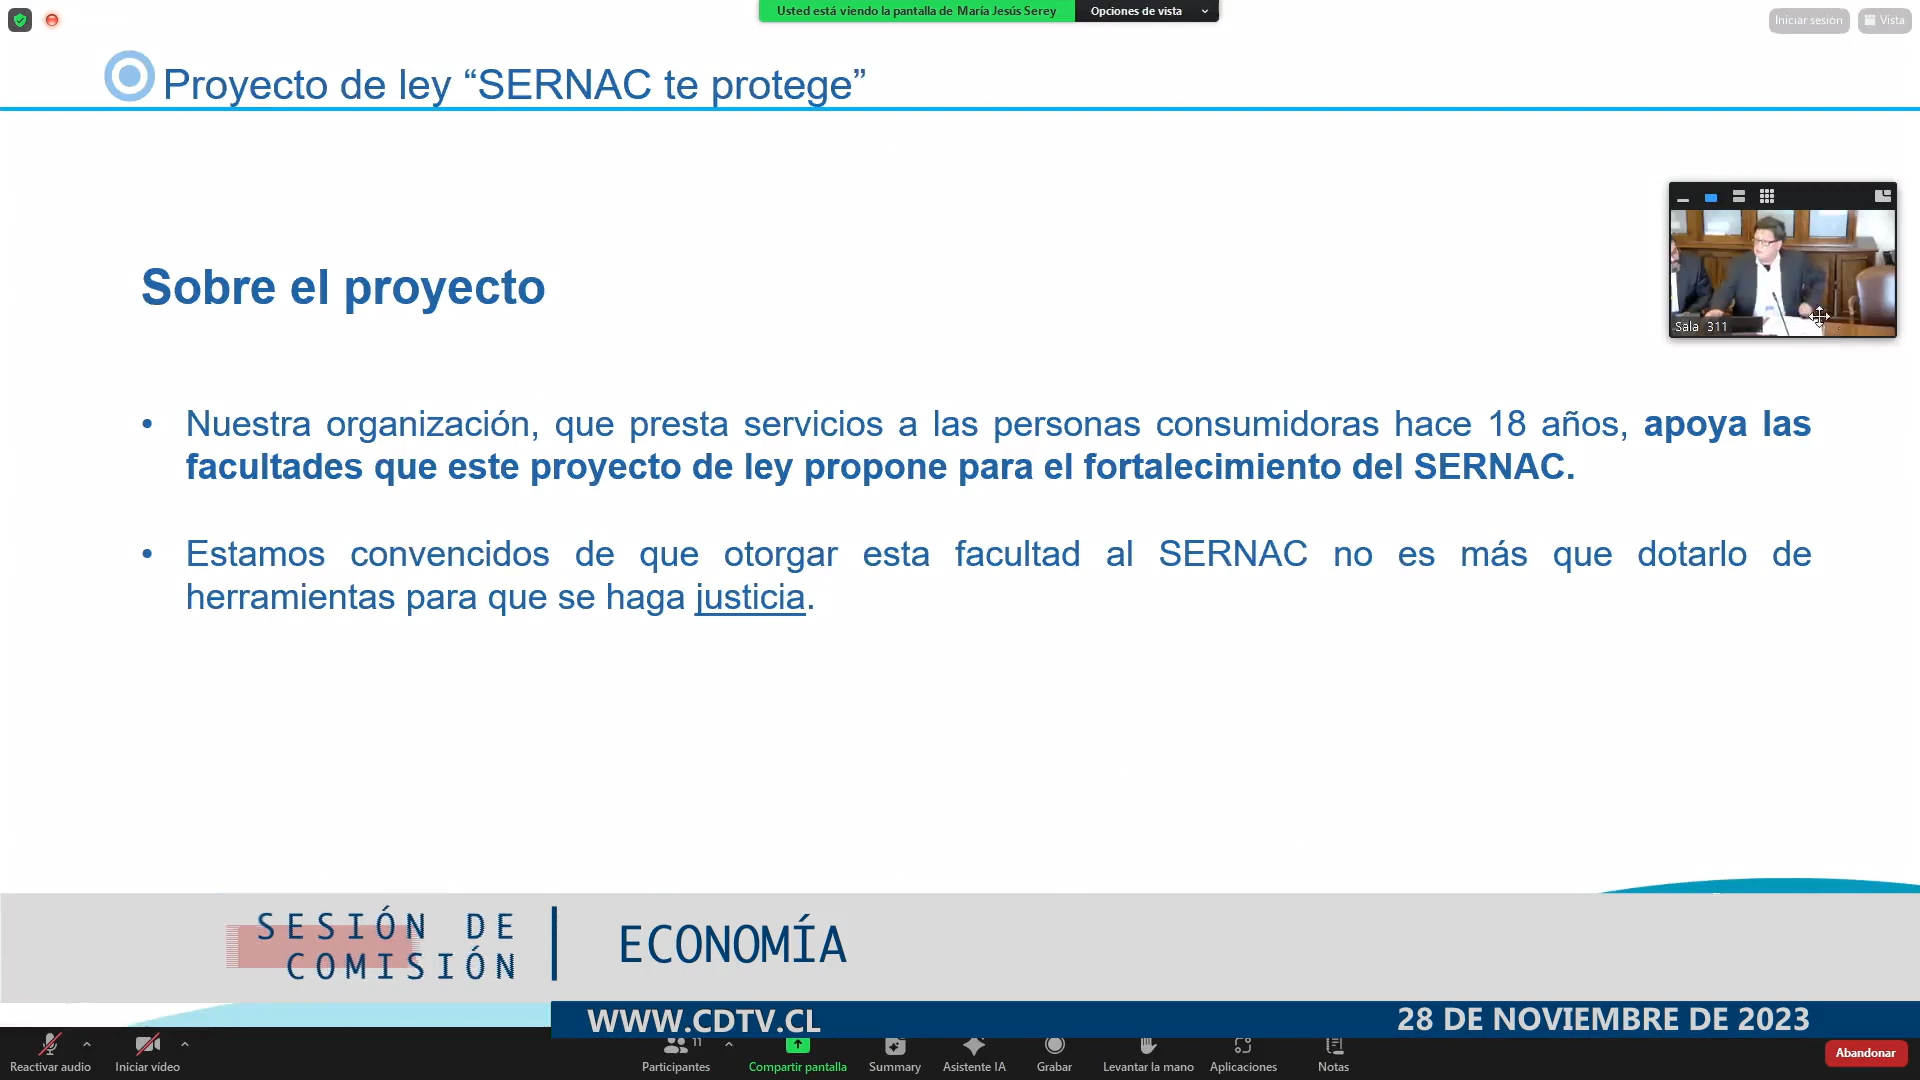 Usted está viendo la pantalla de María Jesús Serey
Opciones de vista
Iniciar sesión
Vista
Proyecto de ley “SERNAC te protege”
Sala 311
Sobre el proyecto
• Nuestra organización, que presta servicios a las personas consumidoras hace 18 años, apoya las
facultades que este proyecto de ley propone para el fortalecimiento del SERNAC.
• Estamos convencidos de que otorgar esta facultad al SERNAC no es más que dotarlo de
herramientas para que se haga justicia.
SESIÓN DE
COMISIÓN
ECONOMÍA
WWW.CDTV.CL
28 DE NOVIEMBRE DE 2023
Reactivar audio
Iniciar vídeo
11
Participantes
Compartir pantalla
Summary
Asistente IA
Grabar
Levantar la mano
Aplicaciones
Notas
Abandonar